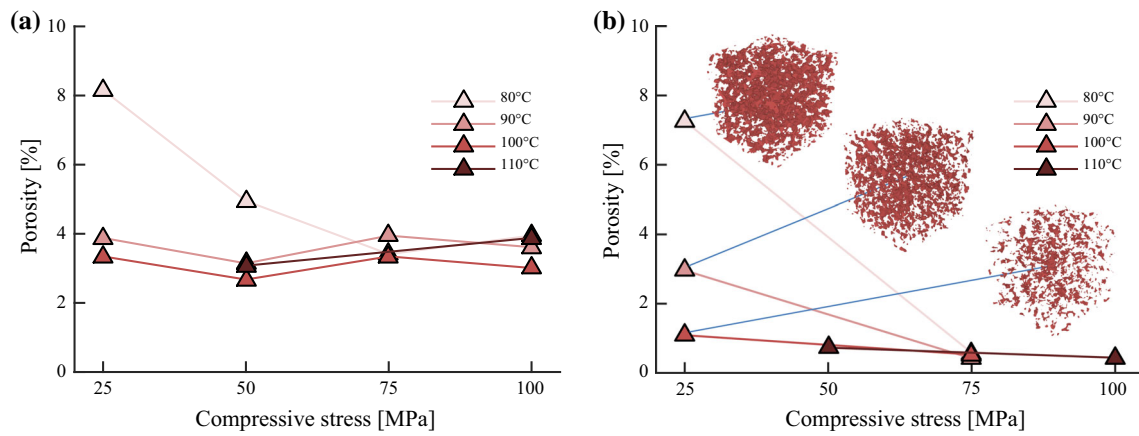 (a)
10
8
6
4
2
0
Porosity [%]
80°C
90°C
100°C
110°C
25 50 75 100
Compressive stress [MPa]
(b)
10
8
6
4
2
0
Porosity [%]
80°C
90°C
100°C
110°C
25 50 75 100
Compressive stress [MPa]